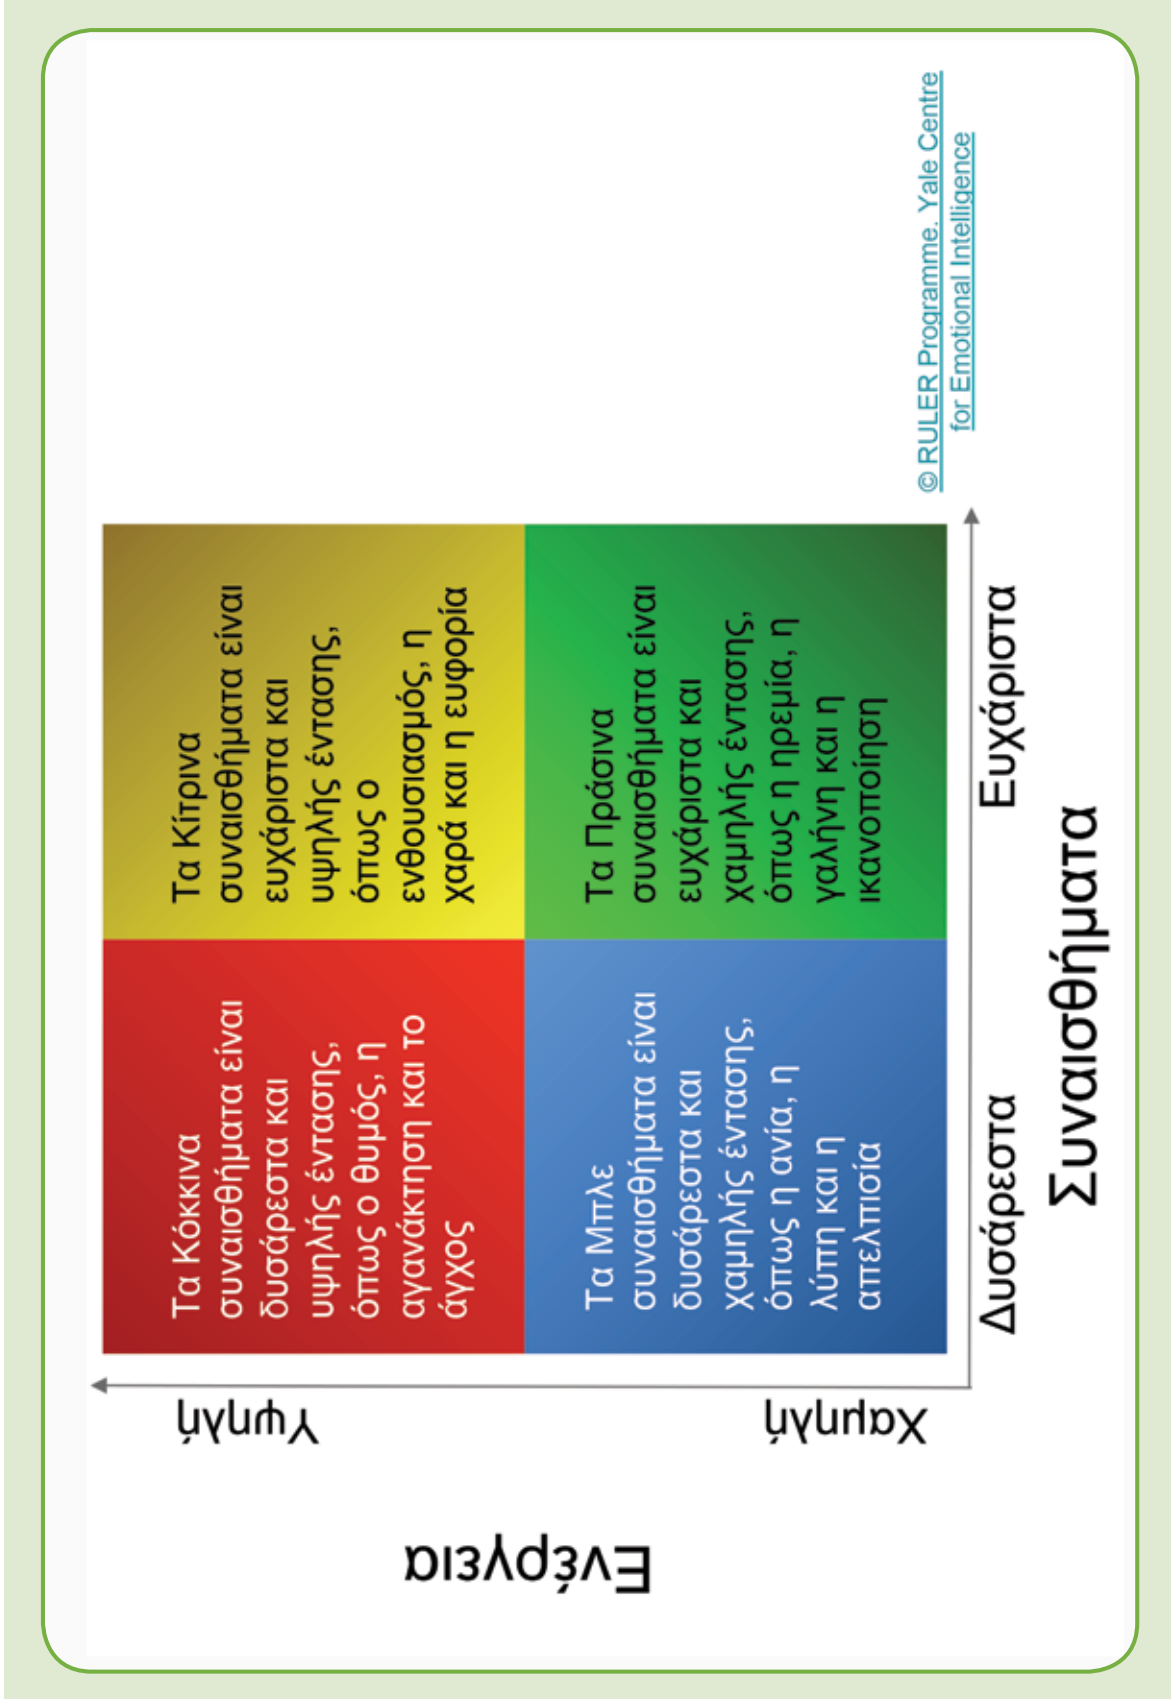 Ενέργεια
Υψηλή
Χαμηλή
Τα Κόκκινα
συναισθήματα είναι
δυσάρεστα και
υψηλής έντασης,
όπως ο θυμός, η
αγανάκτηση και το
άγχος
Τα Κίτρινα
συναισθήματα είναι
ευχάριστα και
υψηλής έντασης,
όπως ο
ενθουσιασμός, η
χαρά και η ευφορία
Τα Μπλε
συναισθήματα είναι
δυσάρεστα και
χαμηλής έντασης,
όπως η ανία, η
λύπη και η
απελπισία
Τα Πράσινα
συναισθήματα είναι
ευχάριστα και
χαμηλής έντασης,
όπως η ηρεμία, η
γαλήνη και η
ικανοποίηση
Δυσάρεστα
Ευχάριστα
Συναισθήματα
© RULER Programme. Yale Centre
for Emotional Intelligence